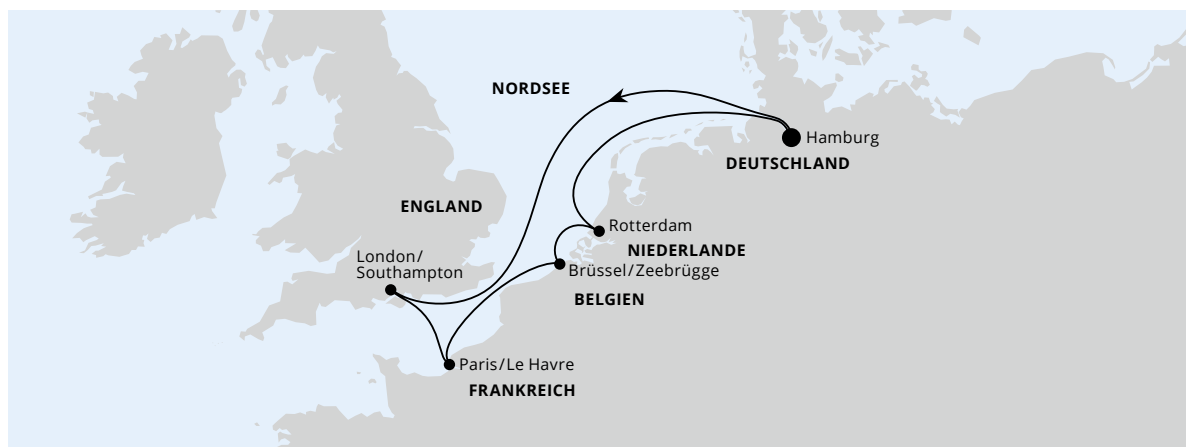 NORDSEE
Hamburg
DEUTSCHLAND
ENGLAND
Rotterdam
NIEDERLANDE
London/
Southampton
Brüssel/Zeebrügge
BELGIEN
Paris/Le Havre
FRANKREICH